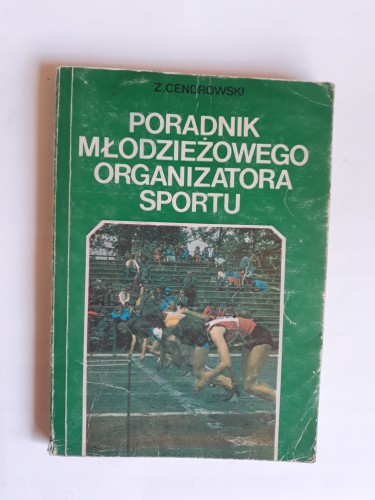 Z. CENDROWSKI
PORADNIK
MŁODZIEŻOWEGO
ORGANIZATORA
SPORTU